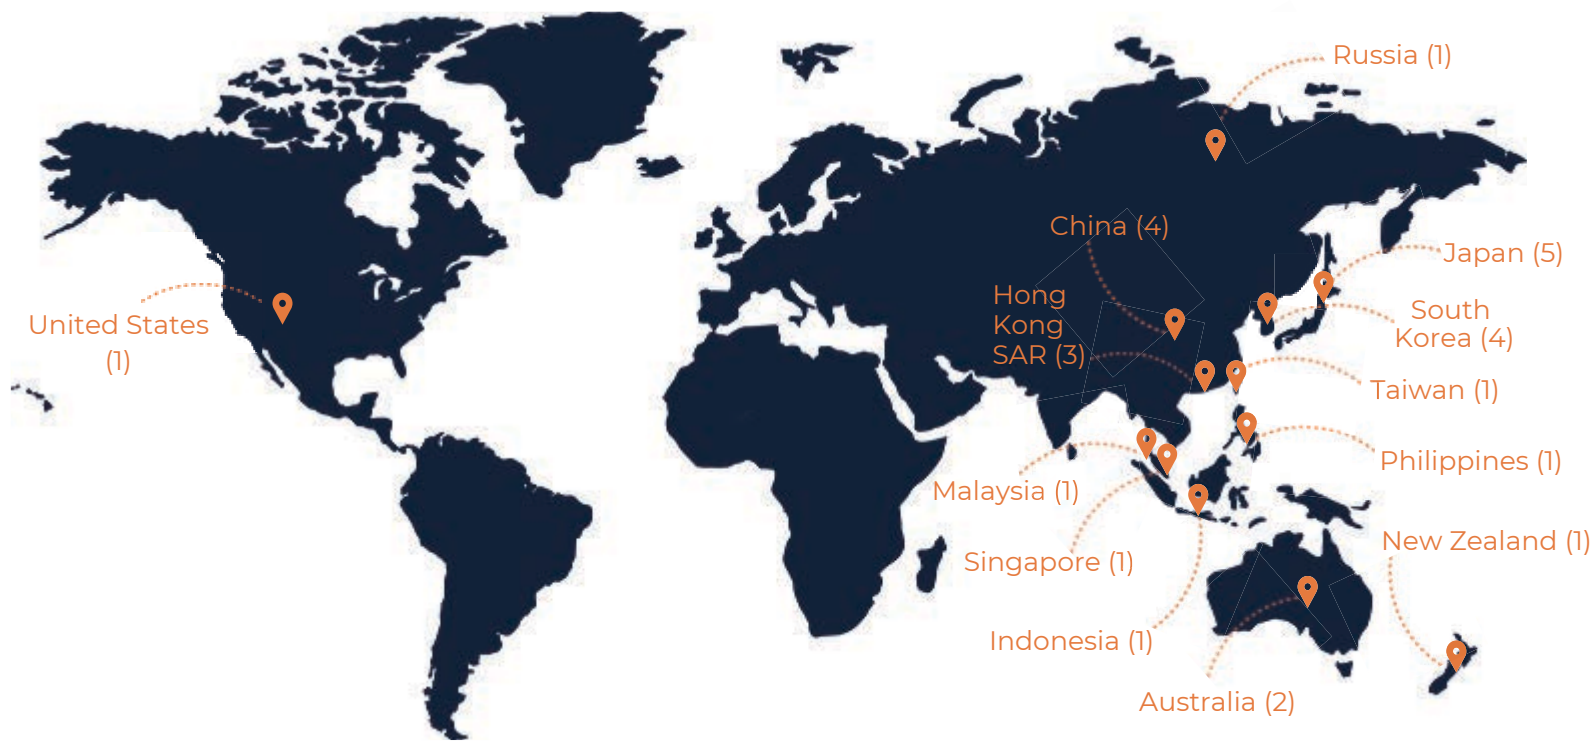 Russia (1)
China (4)
Japan (5)
Hong
Kong
SAR (3)
South
Korea (4)
United States
(1)
Taiwan (1)
Philippines (1)
Malaysia (1)
New Zealand (1)
Singapore (1)
Indonesia (1)
Australia (2)